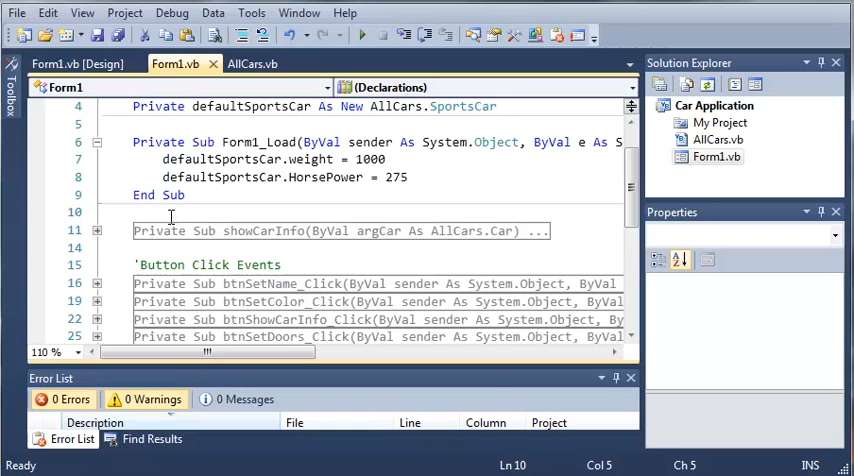 File Edit View Project Debug Data Tools Window Help
Form1.vb [Design] Form1.vb AllCars.vb
Form1 (Declarations)
Toolbox
4 Private defaultSportsCar As New AllCars.SportsCar
5
6 Private Sub Form1_Load(ByVal sender As System.Object, ByVal e As S
7 defaultSportsCar.weight = 1000
8 defaultSportsCar.HorsePower = 275
9 End Sub
10
11 Private Sub showCarInfo(ByVal argCar As AllCars.Car) ...
14
15 'Button Click Events
16 Private Sub btnSetName_Click(ByVal sender As System.Object, ByVal
19 Private Sub btnSetColor_Click(ByVal sender As System.Object, ByVal
22 Private Sub btnShowCarInfo_Click(ByVal sender As System.Object, By
25 Private Sub btnSetDoors_Click(ByVal sender As System.Object, ByVal
110 %
Solution Explorer
Car Application
My Project
AllCars.vb
Form1.vb
Properties
Error List
0 Errors 0 Warnings 0 Messages
Description File Line Column Project
Error List Find Results
Ready Ln 10 Col 5 Ch 5 INS